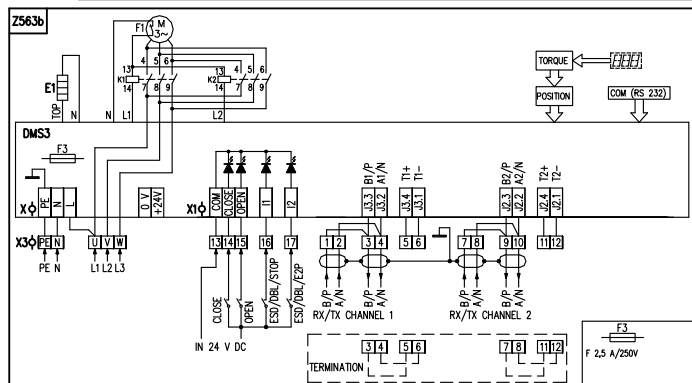 Z563b
F1
M
3~
E1
TOP
N
N
L1
L2
13
K1
14
4 5 6
7 8 9
13
K2
14
4 5 6
7 8 9
TORQUE
POSITION
COM (RS 232)
DMS3
F3
X
PE
N
L
0 V
+24V
X1
COM
CLOSE
OPEN
I1
I2
J3.3 B1/P
J3.2 A1/N
J3.4 T1+
J3.1 T1-
J2.3 B2/P
J2.2 A2/N
J2.4 T2+
J2.1 T2-
X3
PE N
U V W
13 14 15 16 17
1 2 3 4 5 6
7 8 9 10 11 12
PE N
L1 L2 L3
CLOSE
OPEN
ESD/DBL/STOP
ESD/DBL/E2P
IN 24 V DC
B/P
A/N
B/P
A/N
RX/TX CHANNEL 1
B/P
A/N
B/P
A/N
RX/TX CHANNEL 2
TERMINATION
3 4 5 6
7 8 11 12
F3
F 2,5 A/250V